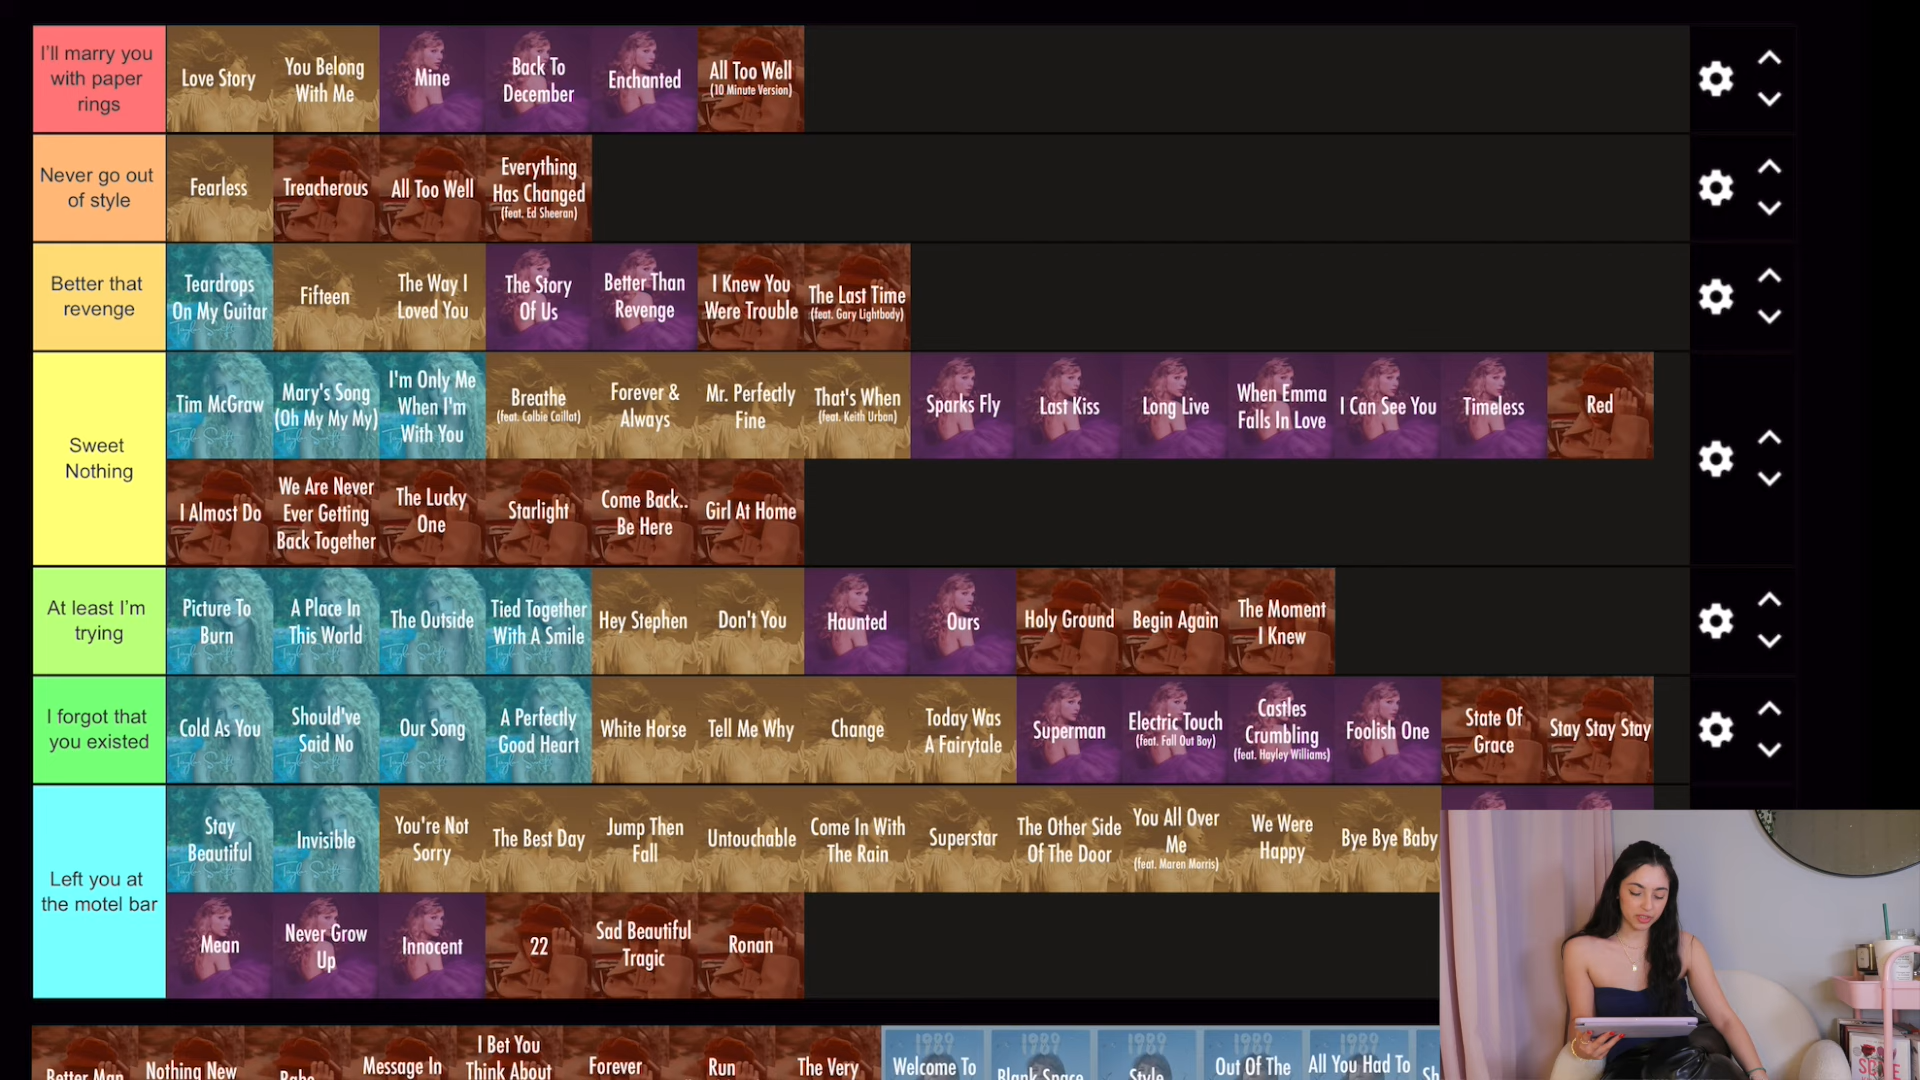 I'll marry you
with paper
rings
Love Story
You Belong
With Me
Mine
Back To
December
Enchanted
All Too Well
(10 Minute Version)
Never go out
of style
Fearless
Treacherous
All Too Well
Everything
Has Changed
(feat. Ed Sheeran)
Better that
revenge
Teardrops
On My Guitar
Fifteen
The Way I
Loved You
The Story
Of Us
Better Than
Revenge
I Knew You
Were Trouble
The Last Time
(feat. Gary Lightbody)
Sweet
Nothing
Tim McGraw
Mary's Song
(Oh My My My)
I'm Only Me
When I'm
With You
Breathe
(feat. Colbie Caillat)
Forever &
Always
Mr. Perfectly
Fine
That's When
(feat. Keith Urban)
Sparks Fly
Last Kiss
Long Live
When Emma
Falls In Love
I Can See You
Timeless
Red
I Almost Do
We Are Never
Ever Getting
Back Together
The Lucky
One
Starlight
Come Back..
Be Here
Girl At Home
At least I'm
trying
Picture To
Burn
A Place In
This World
The Outside
Tied Together
With A Smile
Hey Stephen
Don't You
Haunted
Ours
Holy Ground
Begin Again
The Moment
I Knew
I forgot that
you existed
Cold As You
Should've
Said No
Our Song
A Perfectly
Good Heart
White Horse
Tell Me Why
Change
Today Was
A Fairytale
Superman
Electric Touch
(feat. Fall Out Boy)
Castles
Crumbling
(feat. Hayley Williams)
Foolish One
State Of
Grace
Stay Stay Stay
Left you at
the motel bar
Stay
Beautiful
Invisible
You're Not
Sorry
The Best Day
Jump Then
Fall
Untouchable
Come In With
The Rain
Superstar
The Other Side
Of The Door
You All Over
Me
(feat. Maren Morris)
We Were
Happy
Bye Bye Baby
Mean
Never Grow
Up
Innocent
22
Sad Beautiful
Tragic
Ronan
Better Man
Nothing New
Babe
Message In
I Bet You
Think About
Forever
Run
The Very
1989
Welcome To
1989
Blank Space
1989
Style
1989
Out Of The
1989
All You Had To